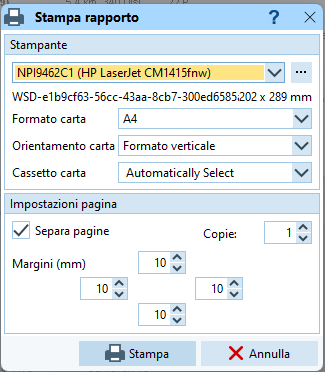 Stampa rapporto
Stampante
NPI9462C1 (HP LaserJet CM1415fnw)
WSD-e1b9cf63-56cc-43aa-8cb7-300ed6585202 x 289 mm
Formato carta A4
Orientamento carta Formato verticale
Cassetto carta Automatically Select
Impostazioni pagina
Separa pagine Copie: 1
Margini (mm) 10
10 10
10
Stampa Annulla